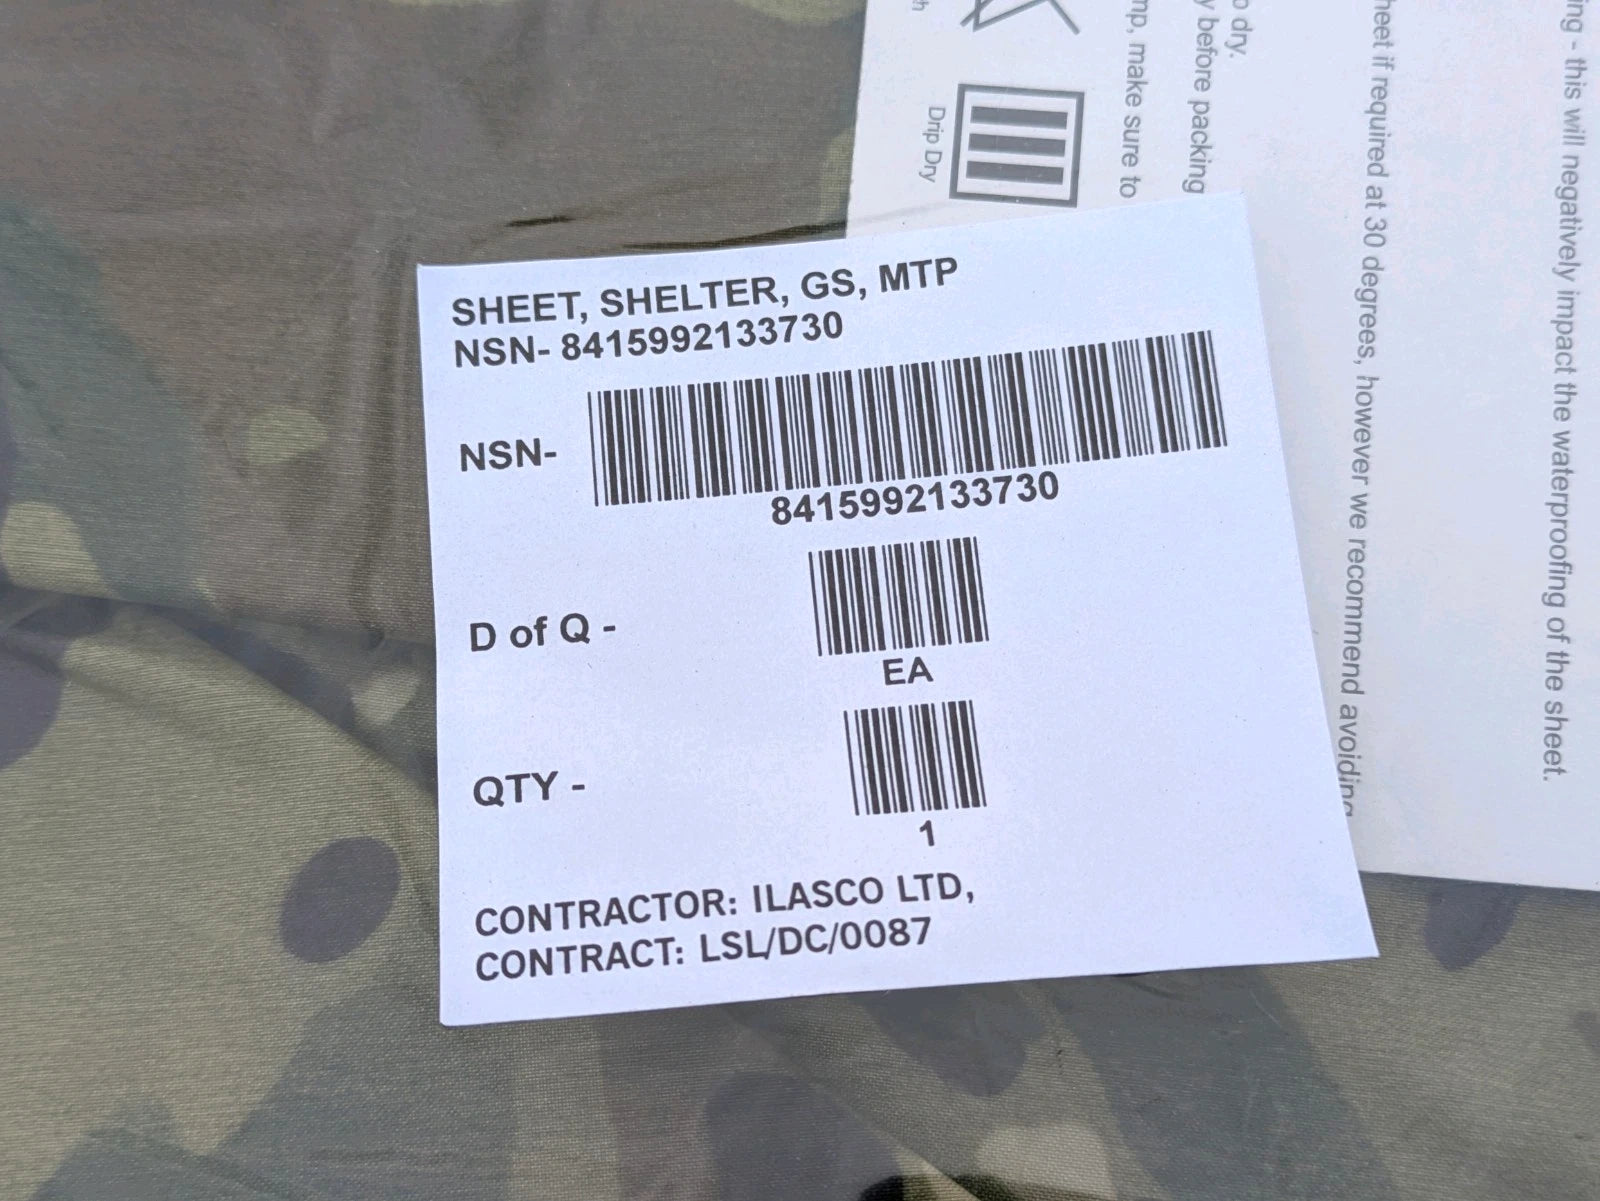 SHEET, SHELTER, GS, MTP
NSN- 8415992133730
NSN-
8415992133730
D of Q -
EA
QTY -
1
CONTRACTOR: ILASCO LTD,
CONTRACT: LSL/DC/0087
Drip Dry
make sure to
dry.
before packing
if required at 30 degrees, however we recommend avoiding
- this will negatively impact the waterproofing of the sheet.